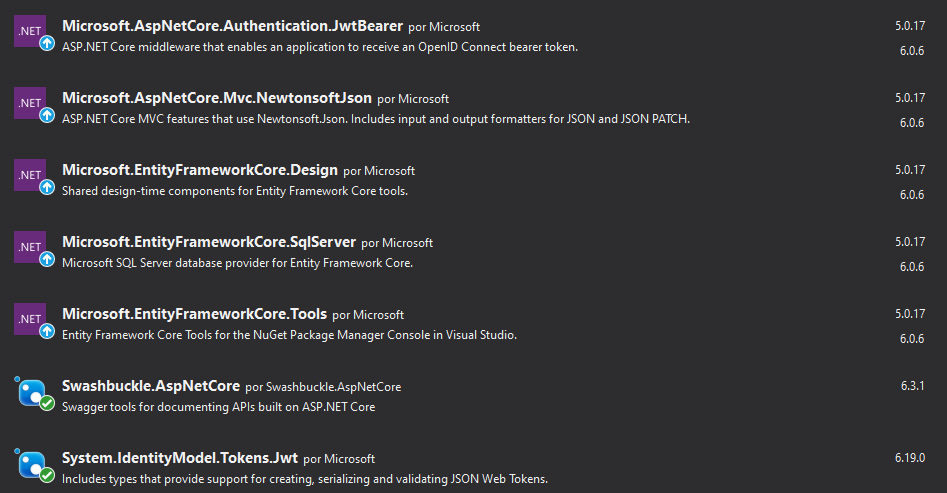 .NET
Microsoft.AspNetCore.Authentication.JwtBearer por Microsoft 5.0.17
ASP.NET Core middleware that enables an application to receive an OpenID Connect bearer token. 6.0.6
.NET
Microsoft.AspNetCore.Mvc.NewtonsoftJson por Microsoft 5.0.17
ASP.NET Core MVC features that use Newtonsoft.Json. Includes input and output formatters for JSON and JSON PATCH. 6.0.6
.NET
Microsoft.EntityFrameworkCore.Design por Microsoft 5.0.17
Shared design-time components for Entity Framework Core tools. 6.0.6
.NET
Microsoft.EntityFrameworkCore.SqlServer por Microsoft 5.0.17
Microsoft SQL Server database provider for Entity Framework Core. 6.0.6
.NET
Microsoft.EntityFrameworkCore.Tools por Microsoft 5.0.17
Entity Framework Core Tools for the NuGet Package Manager Console in Visual Studio. 6.0.6
Swashbuckle.AspNetCore por Swashbuckle.AspNetCore 6.3.1
Swagger tools for documenting APIs built on ASP.NET Core
System.IdentityModel.Tokens.Jwt por Microsoft 6.19.0
Includes types that provide support for creating, serializing and validating JSON Web Tokens.